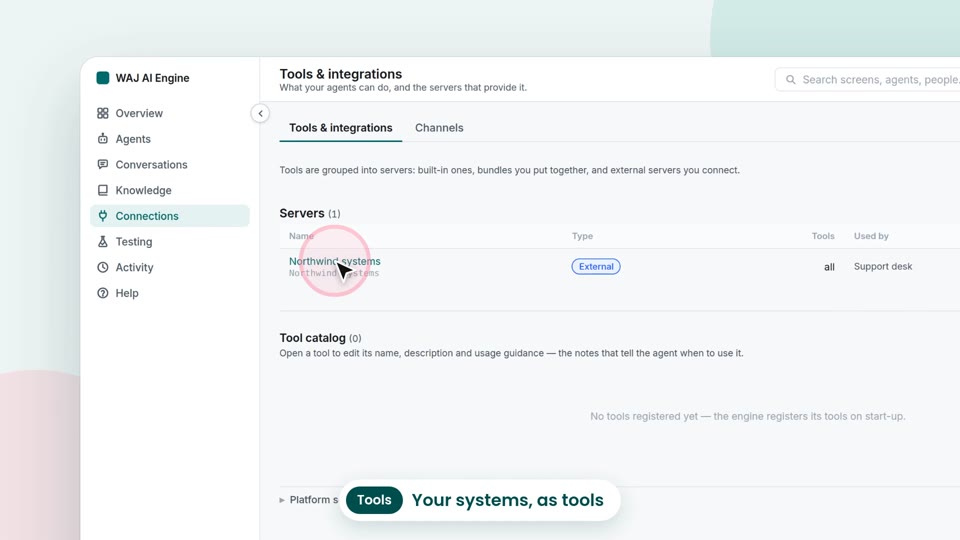 WAJ AI Engine
Overview
Agents
Conversations
Knowledge
Connections
Testing
Activity
Help
Tools & integrations
What your agents can do, and the servers that provide it.
Search screens, agents, people.
Tools & integrations
Channels
Tools are grouped into servers: built-in ones, bundles you put together, and external servers you connect.
Servers (1)
Name Type Tools Used by
Northwind systems External all Support desk
Northwind systems
Tool catalog (0)
Open a tool to edit its name, description and usage guidance — the notes that tell the agent when to use it.
No tools registered yet — the engine registers its tools on start-up.
Platform s
Tools Your systems, as tools